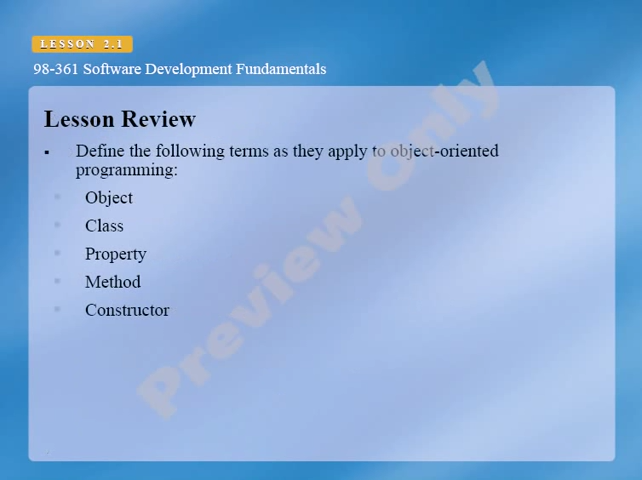 LESSON 2.1
98-361 Software Development Fundamentals
Lesson Review
▪ Define the following terms as they apply to object-oriented
programming:
Object
Class
Property
Method
Constructor
Preview Only